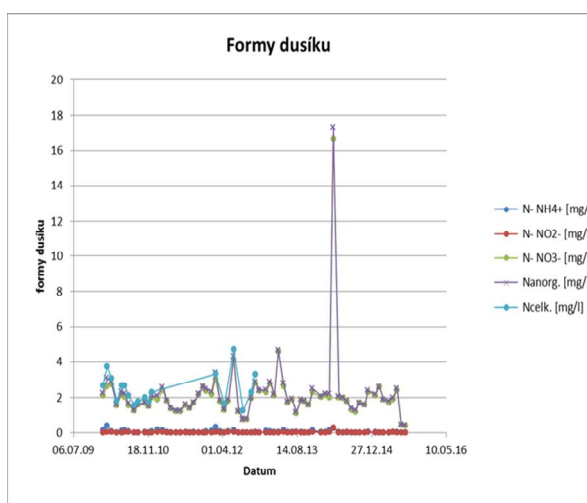 Formy dusíku
20
18
16
14
12
10
8
6
4
2
0
formy dusíku
06.07.09 18.11.10 01.04.12 14.08.13 27.12.14 10.05.16
Datum
N- NH4+ [mg/
N- NO2- [mg/
N- NO3- [mg/
Nanorg. [mg/
Ncelk. [mg/l]